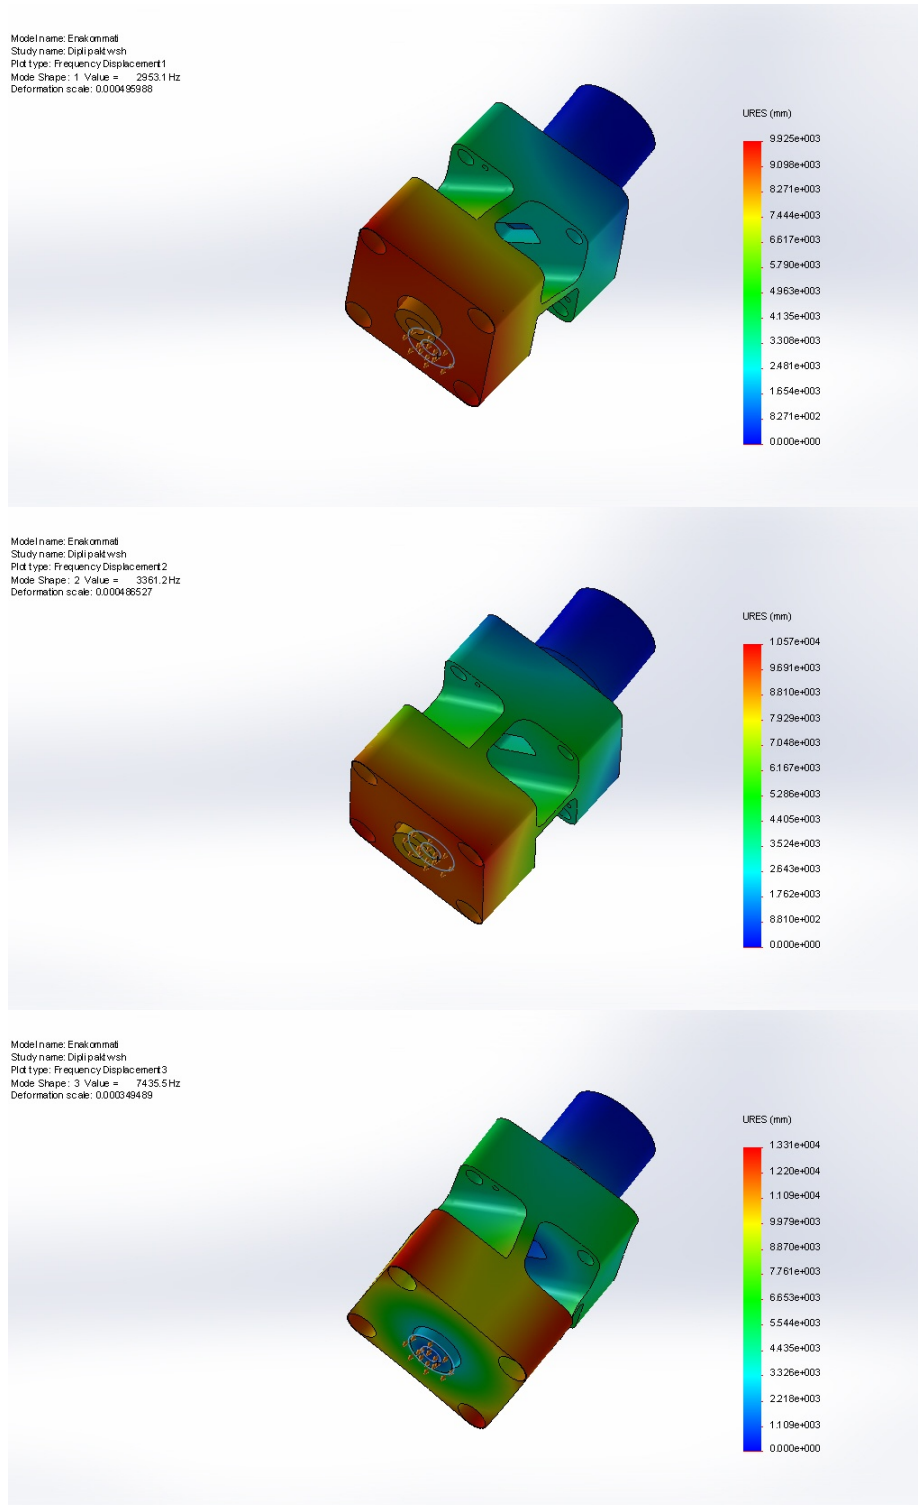 Model name: Enakommati
Study name: Dipli paktwsh
Plot type: Frequency Displacement1
Mode Shape: 1 Value = 2953.1 Hz
Deformation scale: 0.000495988
URES (mm)
9.925e+003
9.098e+003
8.271e+003
7.444e+003
6.617e+003
5.790e+003
4.963e+003
4.135e+003
3.308e+003
2.481e+003
1.654e+003
8.271e+002
0.000e+000
Model name: Enakommati
Study name: Dipli paktwsh
Plot type: Frequency Displacement2
Mode Shape: 2 Value = 3361.2 Hz
Deformation scale: 0.000486527
URES (mm)
1.057e+004
9.691e+003
8.810e+003
7.929e+003
7.048e+003
6.167e+003
5.286e+003
4.405e+003
3.524e+003
2.643e+003
1.762e+003
8.810e+002
0.000e+000
Model name: Enakommati
Study name: Dipli paktwsh
Plot type: Frequency Displacement3
Mode Shape: 3 Value = 7435.5 Hz
Deformation scale: 0.000349489
URES (mm)
1.331e+004
1.220e+004
1.109e+004
9.979e+003
8.870e+003
7.761e+003
6.653e+003
5.544e+003
4.435e+003
3.326e+003
2.218e+003
1.109e+003
0.000e+000